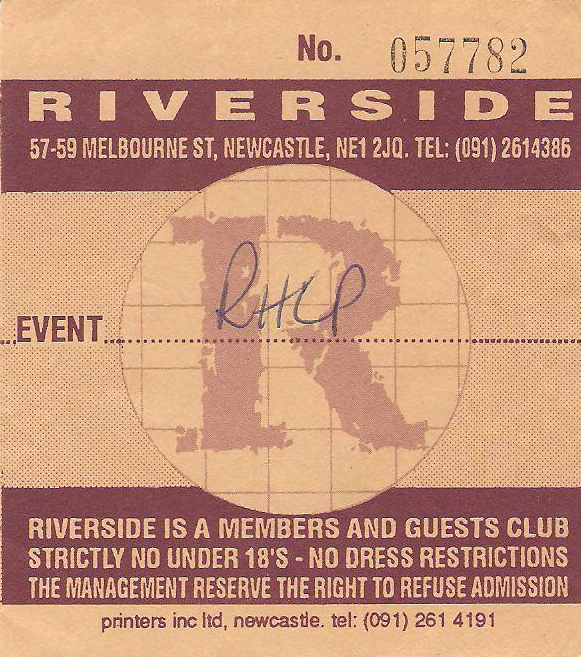 No. 057782
RIVERSIDE
57-59 MELBOURNE ST, NEWCASTLE, NE1 2JQ. TEL: (091) 2614386
R
RHCP
EVENT
RIVERSIDE IS A MEMBERS AND GUESTS CLUB
STRICTLY NO UNDER 18'S - NO DRESS RESTRICTIONS
THE MANAGEMENT RESERVE THE RIGHT TO REFUSE ADMISSION
printers inc ltd, newcastle. tel: (091) 261 4191